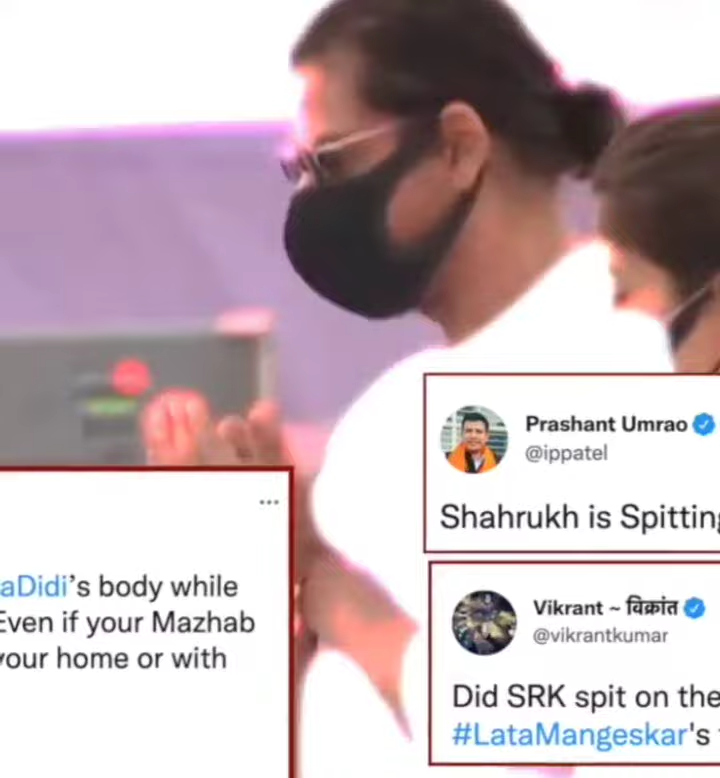 ...
aDidi's body while
Even if your Mazhab
your home or with
Prashant Umrao
@ippatel
Shahrukh is Spitting
Vikrant ~ विक्रांत
@vikrantkumar
Did SRK spit on the
#LataMangeskar's